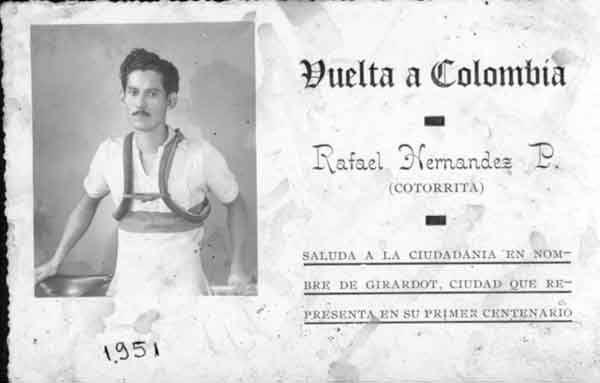 Vuelta a Colombia
Rafael Hernandez P.
(COTORRITA)
SALUDA A LA CIUDADANIA EN NOM-
BRE DE GIRARDOT, CIUDAD QUE RE-
PRESENTA EN SU PRIMER CENTENARIO
1951